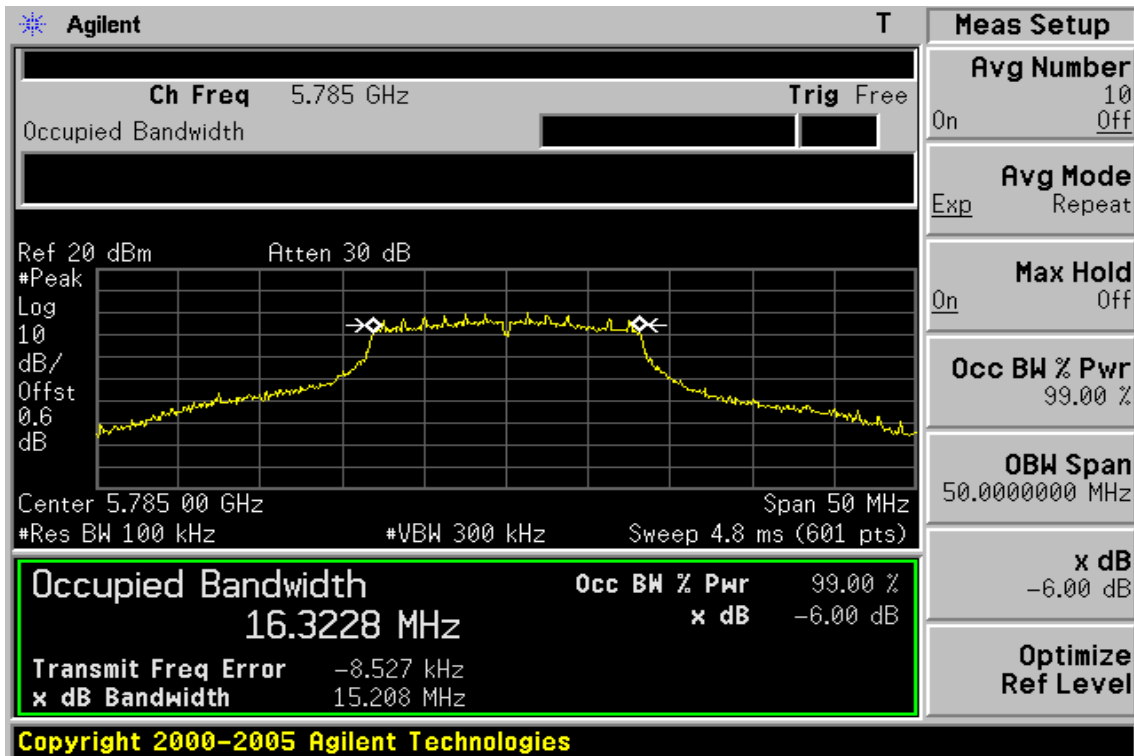 Agilent T
Ch Freq 5.785 GHz Trig Free
Occupied Bandwidth
Ref 20 dBm Atten 30 dB
#Peak
Log
10
dB/
Offst
0.6
dB
Center 5.785 00 GHz Span 50 MHz
#Res BW 100 kHz #VBW 300 kHz Sweep 4.8 ms (601 pts)
Occupied Bandwidth Occ BW % Pwr 99.00 %
16.3228 MHz x dB -6.00 dB
Transmit Freq Error -8.527 kHz
x dB Bandwidth 15.208 MHz
Copyright 2000-2005 Agilent Technologies
Meas Setup
Avg Number
10
On Off
Avg Mode
Exp Repeat
Max Hold
On Off
Occ BW % Pwr
99.00 %
OBW Span
50.0000000 MHz
x dB
-6.00 dB
Optimize
Ref Level